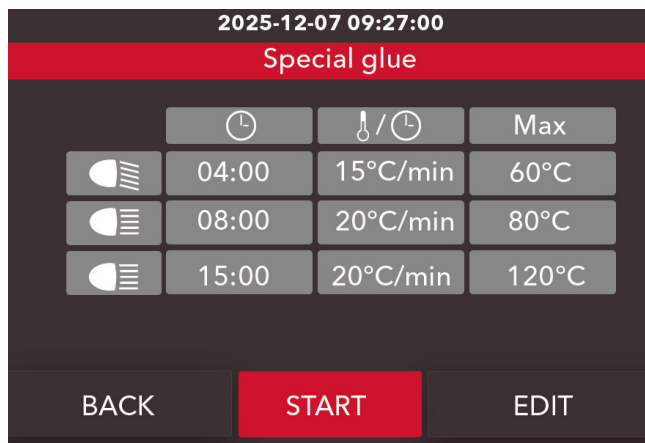 2025-12-07 09:27:00
Special glue
/ Max
04:00 15°C/min 60°C
08:00 20°C/min 80°C
15:00 20°C/min 120°C
BACK START EDIT